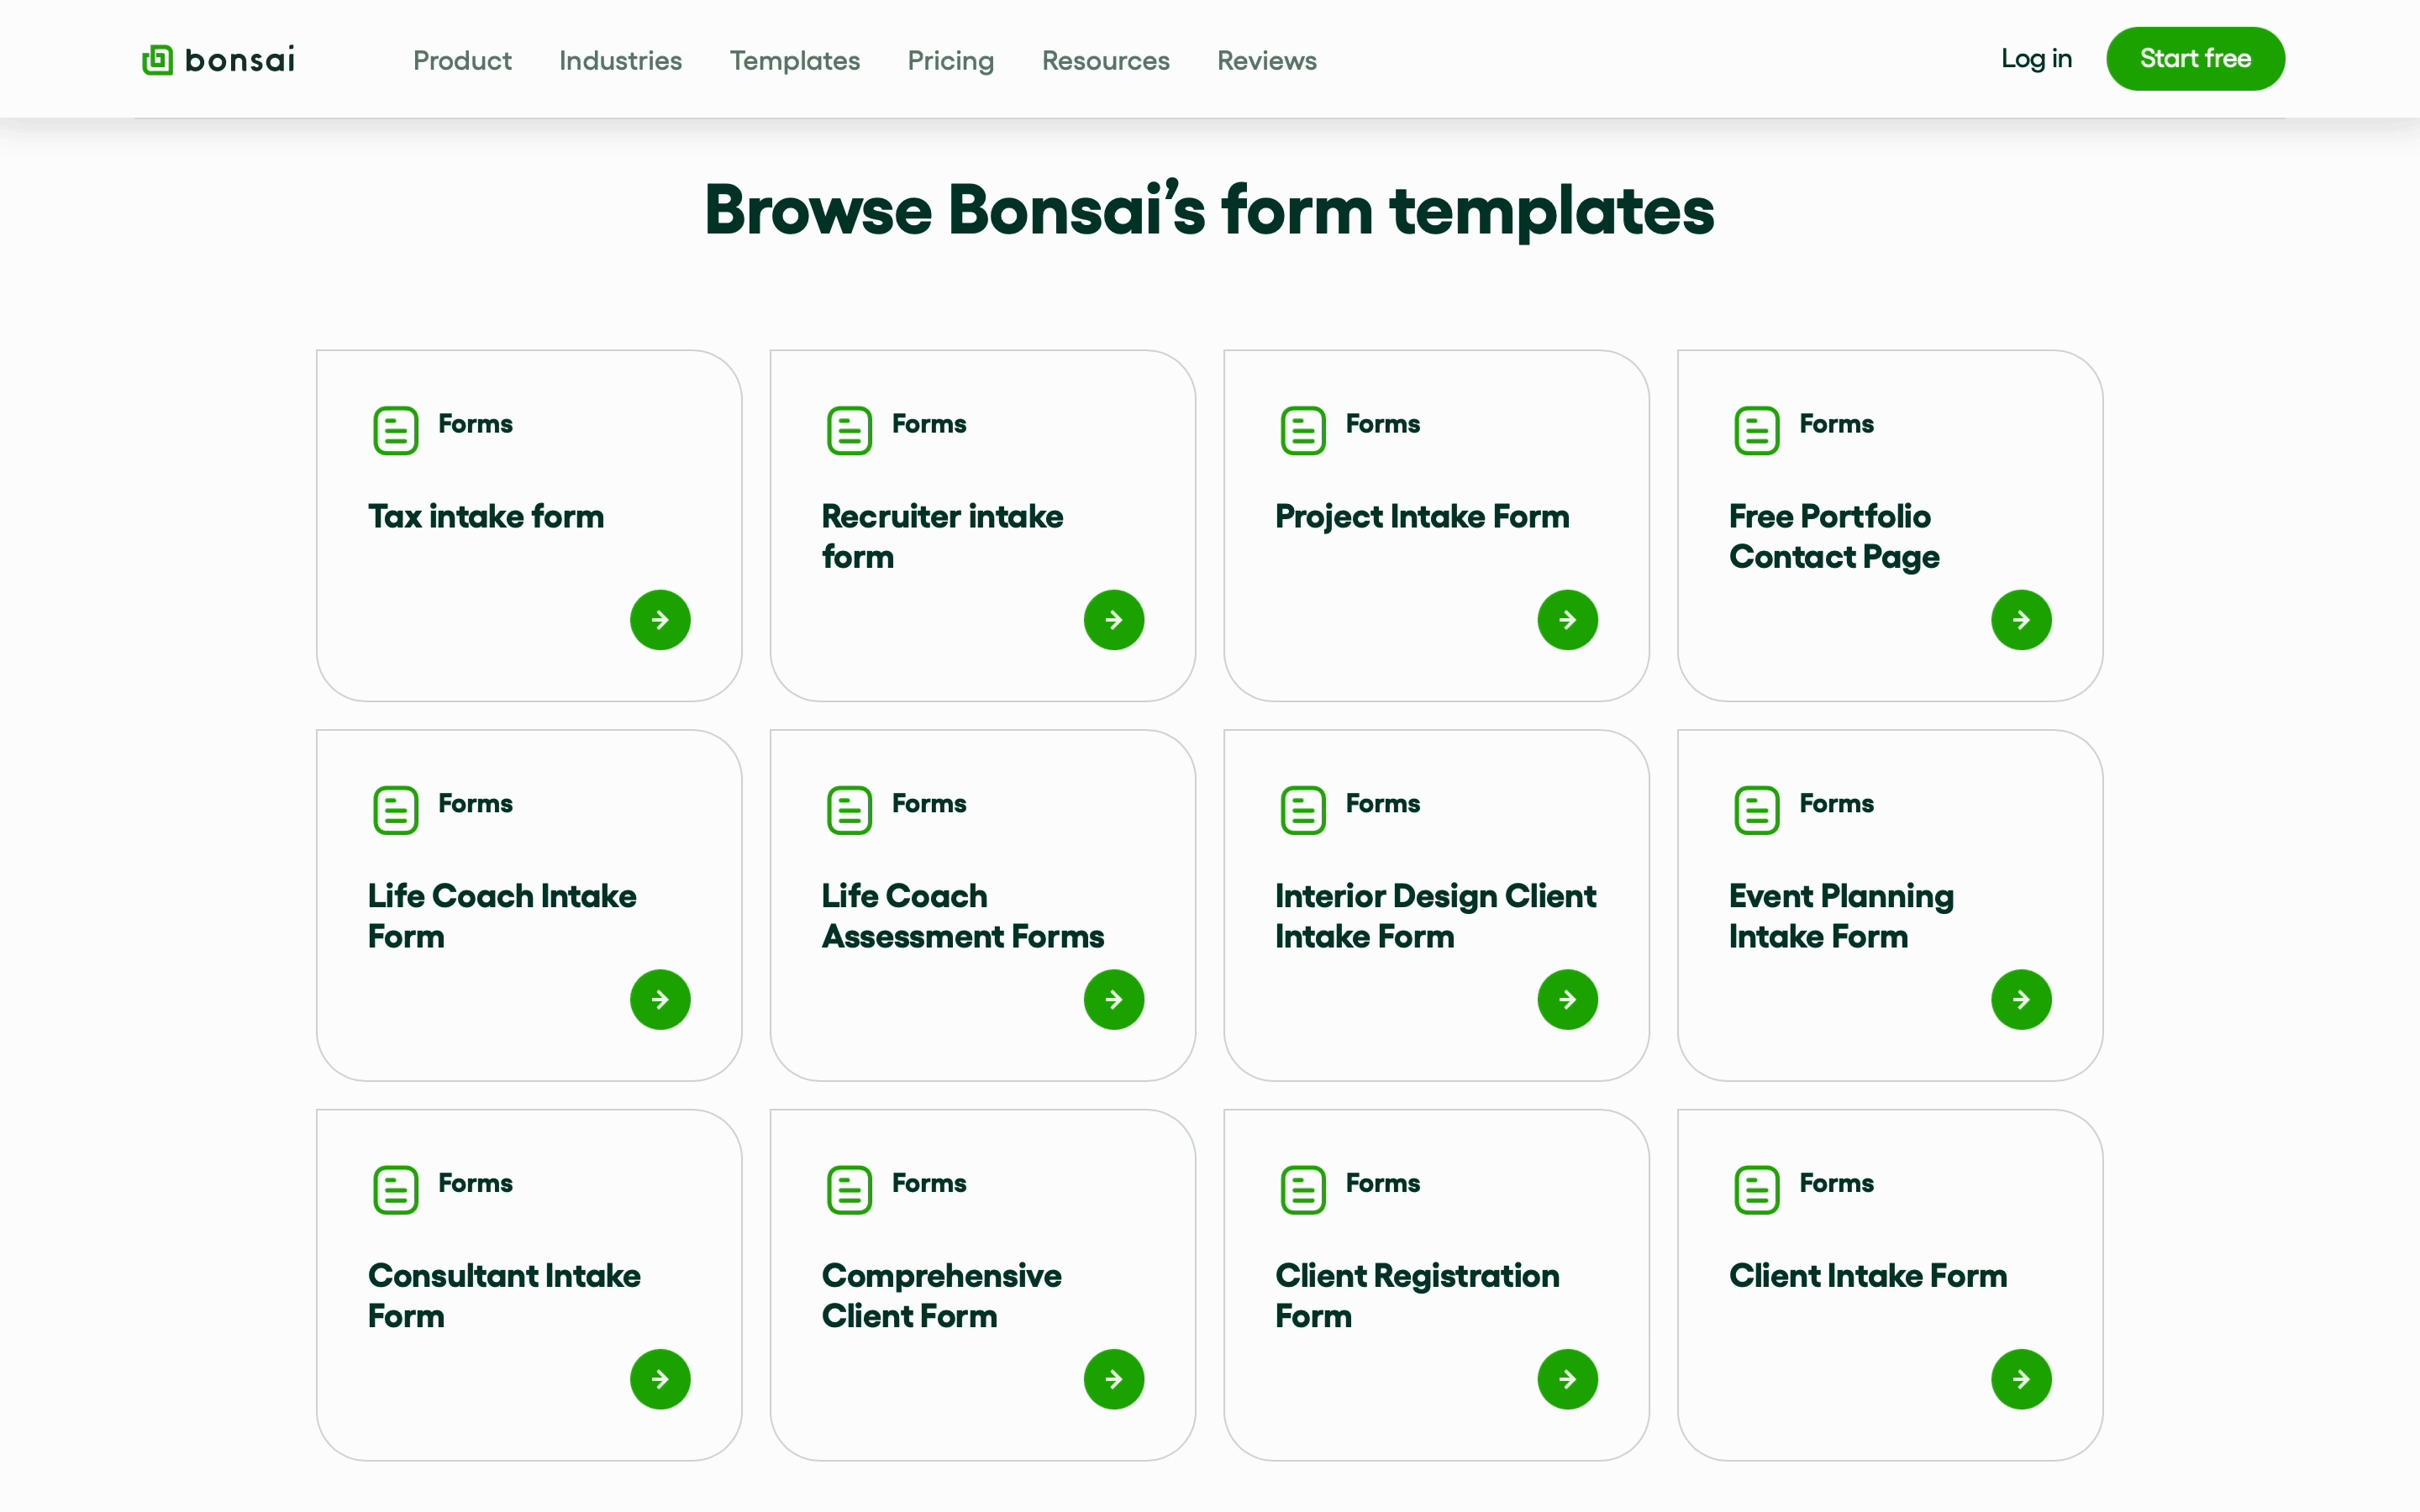 bonsai
Product
Industries
Templates
Pricing
Resources
Reviews
Log in
Start free
Browse Bonsai’s form templates
Forms
Tax intake form
Forms
Recruiter intake
form
Forms
Project Intake Form
Forms
Free Portfolio
Contact Page
Forms
Life Coach Intake
Form
Forms
Life Coach
Assessment Forms
Forms
Interior Design Client
Intake Form
Forms
Event Planning
Intake Form
Forms
Consultant Intake
Form
Forms
Comprehensive
Client Form
Forms
Client Registration
Form
Forms
Client Intake Form